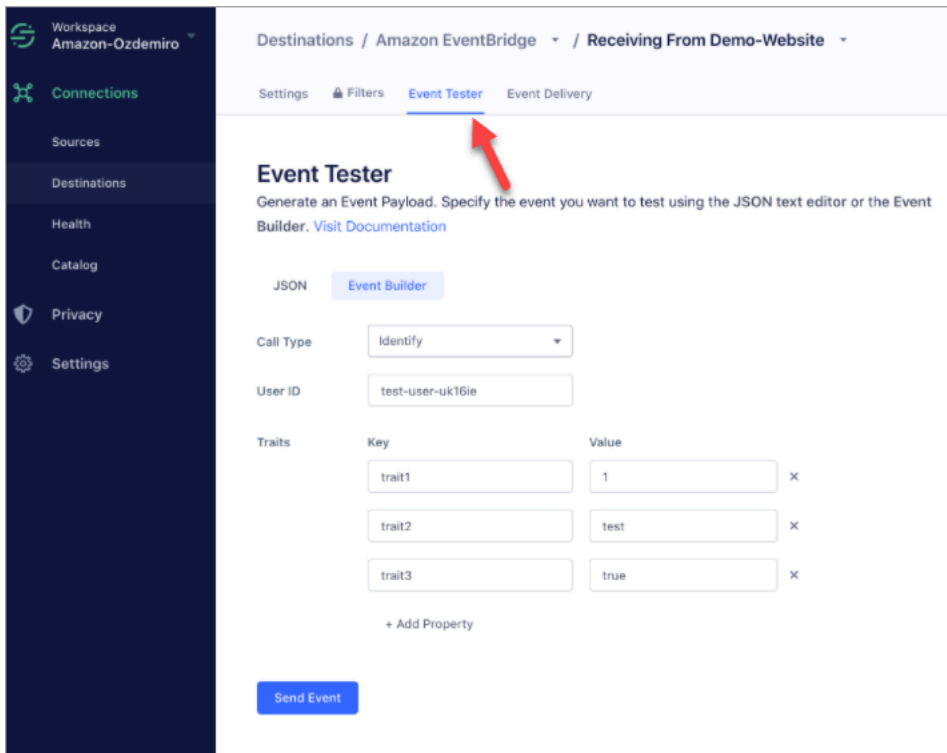 Workspace
Amazon-Ozdemiro
Connections
Sources
Destinations
Health
Catalog
Privacy
Settings
Destinations / Amazon EventBridge / Receiving From Demo-Website
Settings Filters Event Tester Event Delivery
Event Tester
Generate an Event Payload. Specify the event you want to test using the JSON text editor or the Event
Builder. Visit Documentation
JSON Event Builder
Call Type Identify
User ID test-user-uk16ie
Traits Key Value
trait1 1 ×
trait2 test ×
trait3 true ×
+ Add Property
Send Event